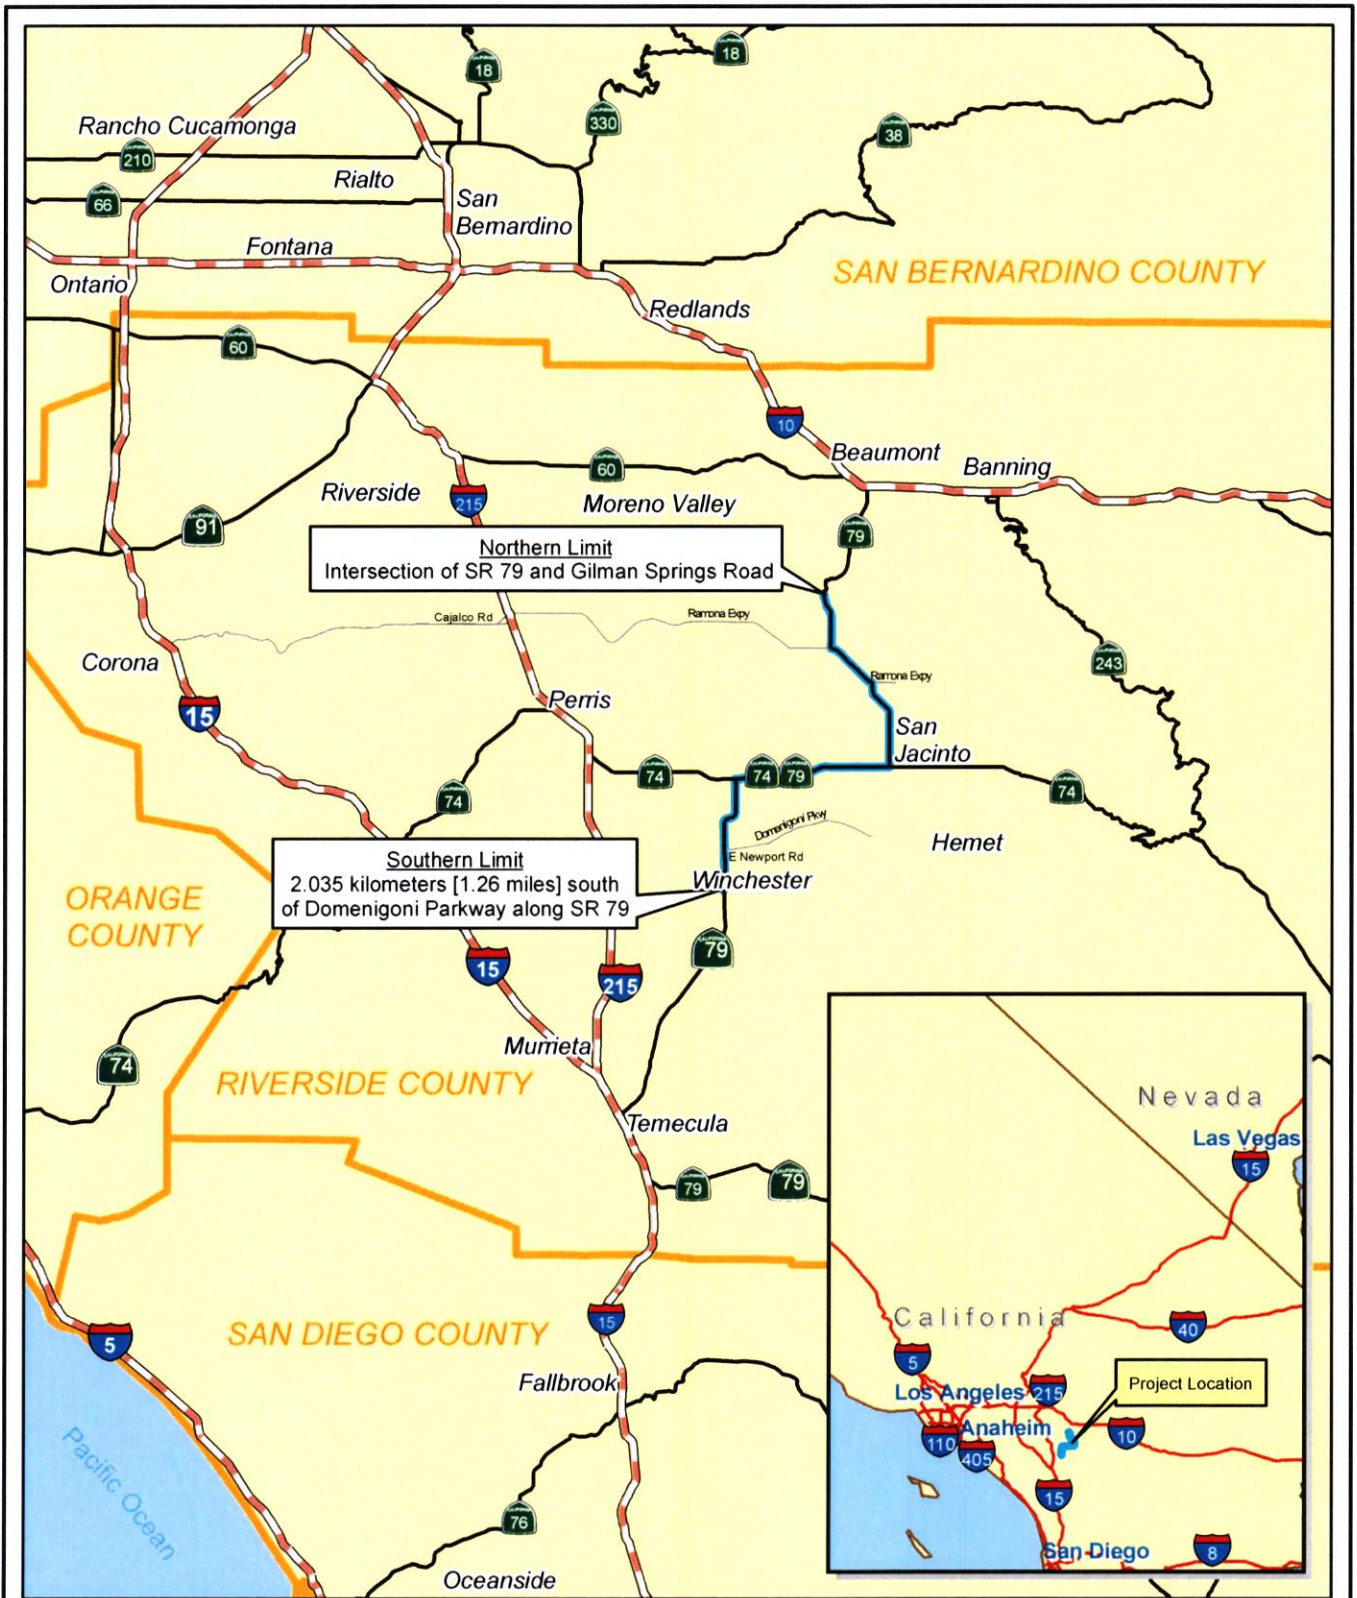 18
18
330
38
Rancho Cucamonga
210
Rialto
66
San
Bernardino
Fontana
Ontario
SAN BERNARDINO COUNTY
Redlands
60
10
Beaumont
Banning
60
Riverside
215
Moreno Valley
91
79
Northern Limit
Intersection of SR 79 and Gilman Springs Road
Cajalco Rd
Ramona Expy
Corona
243
Ramona Expy
15
Perris
San
Jacinto
74
74
79
74
74
Domenigoni Pkwy
Hemet
E Newport Rd
Southern Limit
2.035 kilometers [1.26 miles] south
of Domenigoni Parkway along SR 79
Winchester
ORANGE
COUNTY
79
15
215
Murrieta
74
RIVERSIDE COUNTY
Temecula
79
79
Nevada
Las Vegas
15
California
40
5
Project Location
Los Angeles
215
Anaheim
110
405
10
15
San Diego
8
15
SAN DIEGO COUNTY
5
Fallbrook
Pacific Ocean
76
Oceanside